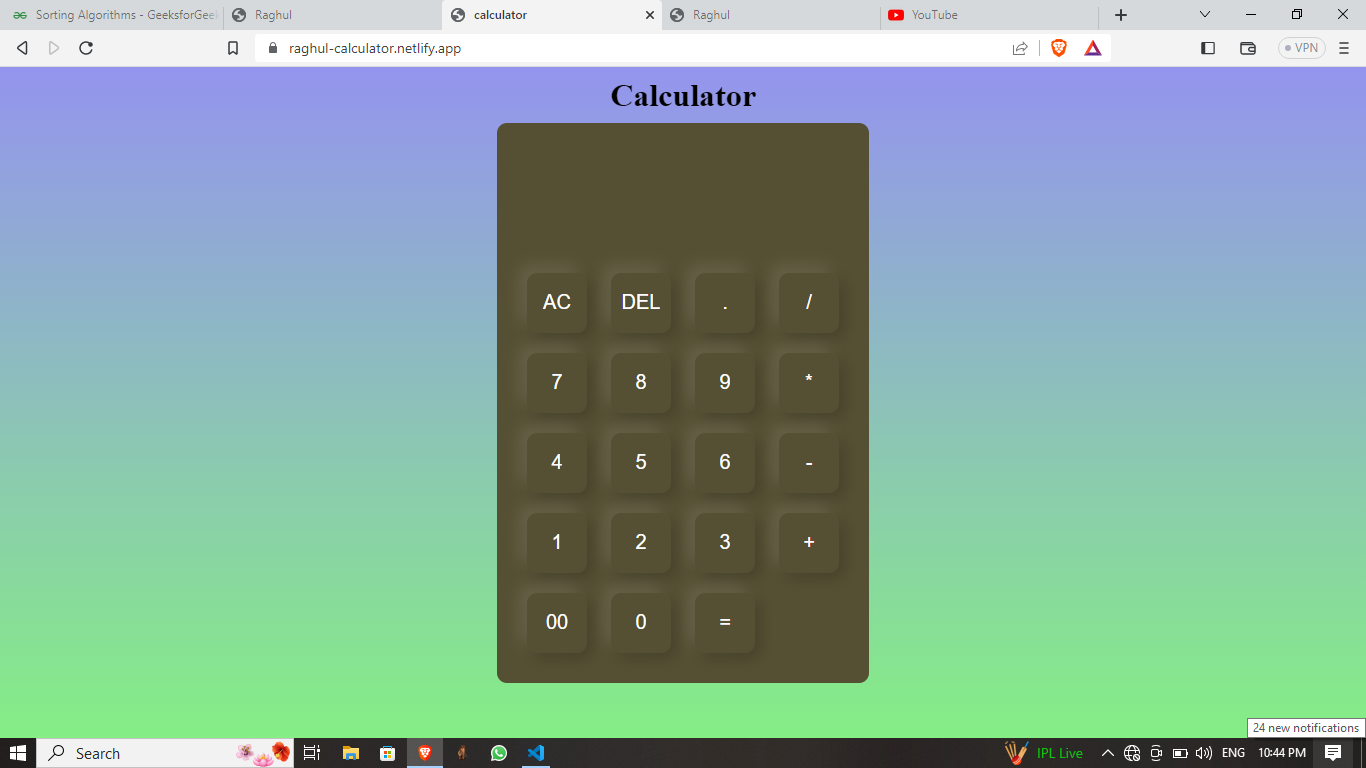 Sorting Algorithms - GeeksforGeek
Raghul
calculator
Raghul
YouTube
raghul-calculator.netlify.app
VPN
Calculator
AC DEL . /
7 8 9 *
4 5 6 -
1 2 3 +
00 0 =
24 new notifications
Search
IPL Live
ENG
10:44 PM